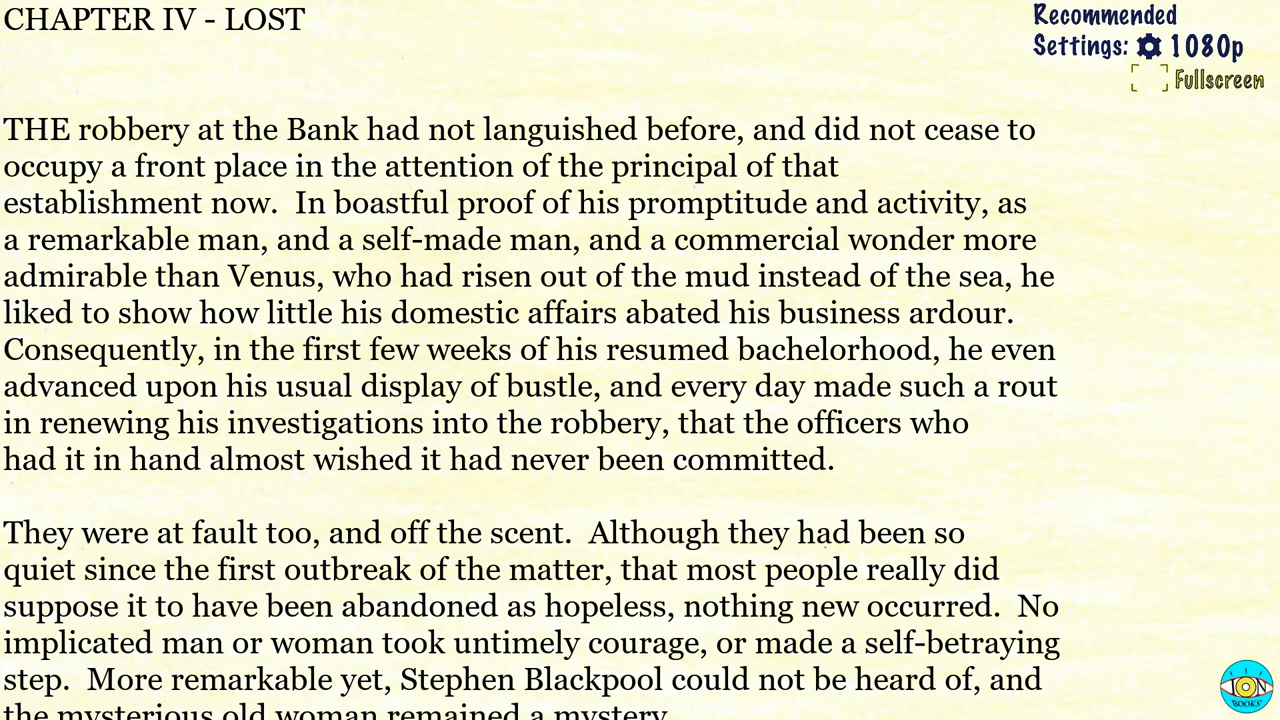 CHAPTER IV - LOST
Recommended
Settings: 1080p
Fullscreen
THE robbery at the Bank had not languished before, and did not cease to
occupy a front place in the attention of the principal of that
establishment now.  In boastful proof of his promptitude and activity, as
a remarkable man, and a self-made man, and a commercial wonder more
admirable than Venus, who had risen out of the mud instead of the sea, he
liked to show how little his domestic affairs abated his business ardour.
Consequently, in the first few weeks of his resumed bachelorhood, he even
advanced upon his usual display of bustle, and every day made such a rout
in renewing his investigations into the robbery, that the officers who
had it in hand almost wished it had never been committed.
They were at fault too, and off the scent.  Although they had been so
quiet since the first outbreak of the matter, that most people really did
suppose it to have been abandoned as hopeless, nothing new occurred.  No
implicated man or woman took untimely courage, or made a self-betraying
step.  More remarkable yet, Stephen Blackpool could not be heard of, and
the mysterious old woman remained a mystery.
ION
BOOKS